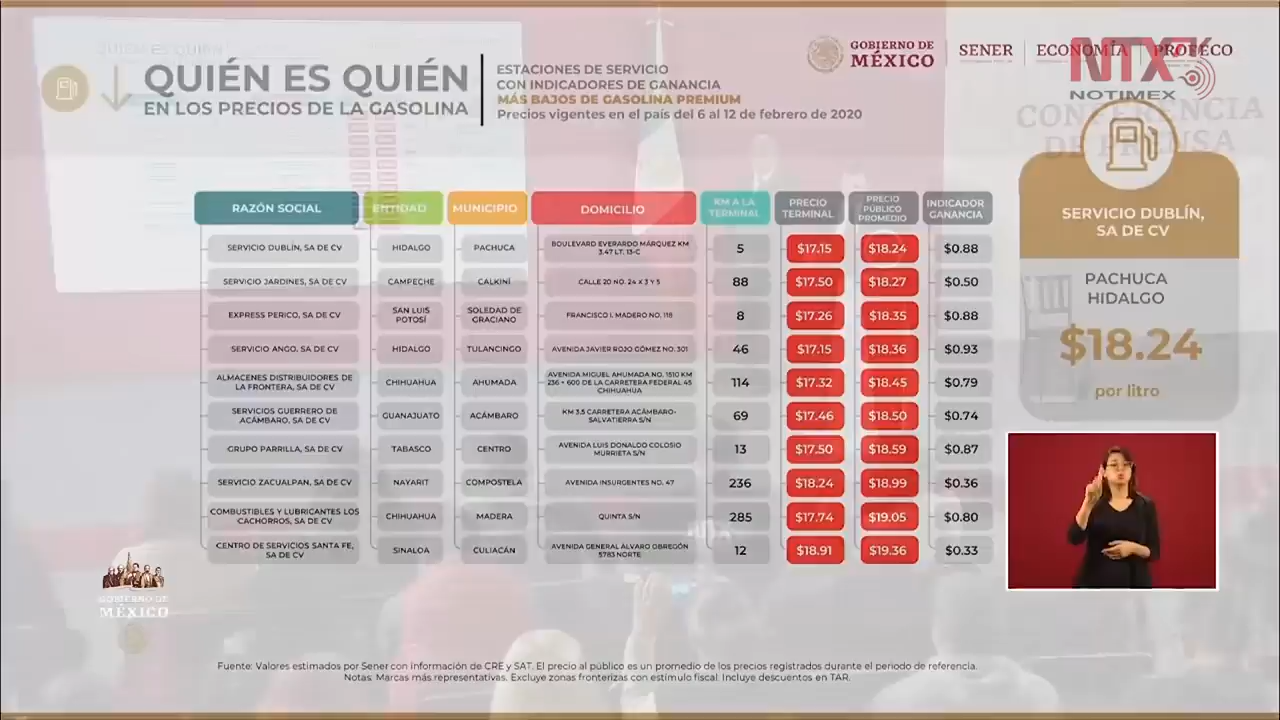 QUIÉN ES QUIÉN
EN LOS PRECIOS DE LA GASOLINA
ESTACIONES DE SERVICIO
CON INDICADORES DE GANANCIA
MÁS BAJOS DE GASOLINA PREMIUM
Precios vigentes en el país del 6 al 12 de febrero de 2020
GOBIERNO DE
MÉXICO
SENER
ECONOMÍA
PROFECO
NTX
NOTIMEX
CONFERENCIA
DE PRENSA
RAZÓN SOCIAL ENTIDAD MUNICIPIO DOMICILIO KM A LA TERMINAL PRECIO TERMINAL PRECIO PÚBLICO PROMEDIO INDICADOR GANANCIA
SERVICIO DUBLÍN, SA DE CV HIDALGO PACHUCA BOULEVARD EVERARDO MÁRQUEZ KM 3.47 LT. 13-C 5 $17.15 $18.24 $0.88
SERVICIO JARDINES, SA DE CV CAMPECHE CALKINÍ CALLE 20 NO. 24 X 3 Y 5 88 $17.50 $18.27 $0.50
EXPRESS PERICO, SA DE CV SAN LUIS POTOSÍ SOLEDAD DE GRACIANO FRANCISCO I. MADERO NO. 118 8 $17.26 $18.35 $0.88
SERVICIO ANGO, SA DE CV HIDALGO TULANCINGO AVENIDA JAVIER ROJO GÓMEZ NO. 301 46 $17.15 $18.36 $0.93
ALMACENES DISTRIBUIDORES DE LA FRONTERA, SA DE CV CHIHUAHUA AHUMADA AVENIDA MIGUEL AHUMADA NO. 1510 KM 236 + 600 DE LA CARRETERA FEDERAL 45 CHIHUAHUA 114 $17.32 $18.45 $0.79
SERVICIOS GUERRERO DE ACÁMBARO, SA DE CV GUANAJUATO ACÁMBARO KM 3.5 CARRETERA ACÁMBARO-SALVATIERRA S/N 69 $17.46 $18.50 $0.74
GRUPO PARRILLA, SA DE CV TABASCO CENTRO AVENIDA LUIS DONALDO COLOSIO MURRIETA S/N 13 $17.50 $18.59 $0.87
SERVICIO ZACUALPAN, SA DE CV NAYARIT COMPOSTELA AVENIDA INSURGENTES NO. 47 236 $18.24 $18.99 $0.36
COMBUSTIBLES Y LUBRICANTES LOS CACHORROS, SA DE CV CHIHUAHUA MADERA QUINTA S/N 285 $17.74 $19.05 $0.80
CENTRO DE SERVICIOS SANTA FE, SA DE CV SINALOA CULIACÁN AVENIDA GENERAL ÁLVARO OBREGÓN 5783 NORTE 12 $18.91 $19.36 $0.33
SERVICIO DUBLÍN,
SA DE CV
PACHUCA
HIDALGO
$18.24
por litro
GOBIERNO DE
MÉXICO
Fuente: Valores estimados por Sener con información de CRE y SAT. El precio al público es un promedio de los precios registrados durante el periodo de referencia.
Notas: Marcas más representativas. Excluye zonas fronterizas con estímulo fiscal. Incluye descuentos en TAR.